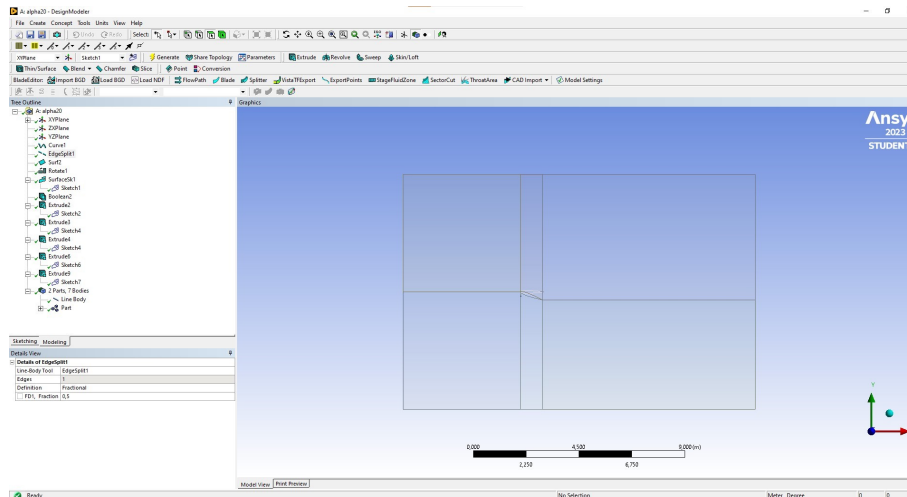 A: alpha20 - DesignModeler
File Create Concept Tools Units View Help
Undo Redo Select:
XYPlane Sketch1 Generate Share Topology Parameters Extrude Revolve Sweep Skin/Loft
Thin/Surface Blend Chamfer Slice Point Conversion
BladeEditor: Import BGD Load BGD Load NDF FlowPath Blade Splitter VistaTFExport ExportPoints StageFluidZone SectorCut ThroatArea CAD Import Model Settings
Tree Outline
A: alpha20
XYPlane
ZXPlane
YZPlane
Curve1
EdgeSplit1
Surf2
Rotate1
SurfaceSk1
Sketch1
Boolean2
Extrude2
Sketch2
Extrude3
Sketch4
Extrude4
Sketch4
Sketch6
Extrude9
Sketch7
2 Parts, 7 Bodies
Line Body
Part
Sketching Modeling
Details View
Details of EdgeSplit1
Line-Body Tool EdgeSplit1
Edges 1
Definition Fractional
FD1, Fraction 0,5
Graphics
Ansy
2023
STUDENT
Y
0,000 4,500 9,000 (m)
2,250 6,750
Model View Print Preview
Ready No Selection Meter Degree 0 0